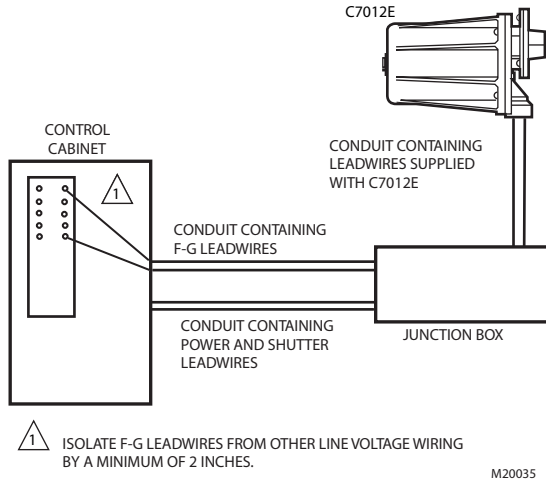 C7012E
CONTROL
CABINET
1
CONDUIT CONTAINING
LEADWIRES SUPPLIED
WITH C7012E
CONDUIT CONTAINING
F-G LEADWIRES
CONDUIT CONTAINING
POWER AND SHUTTER
LEADWIRES
JUNCTION BOX
1 ISOLATE F-G LEADWIRES FROM OTHER LINE VOLTAGE WIRING
BY A MINIMUM OF 2 INCHES.
M20035